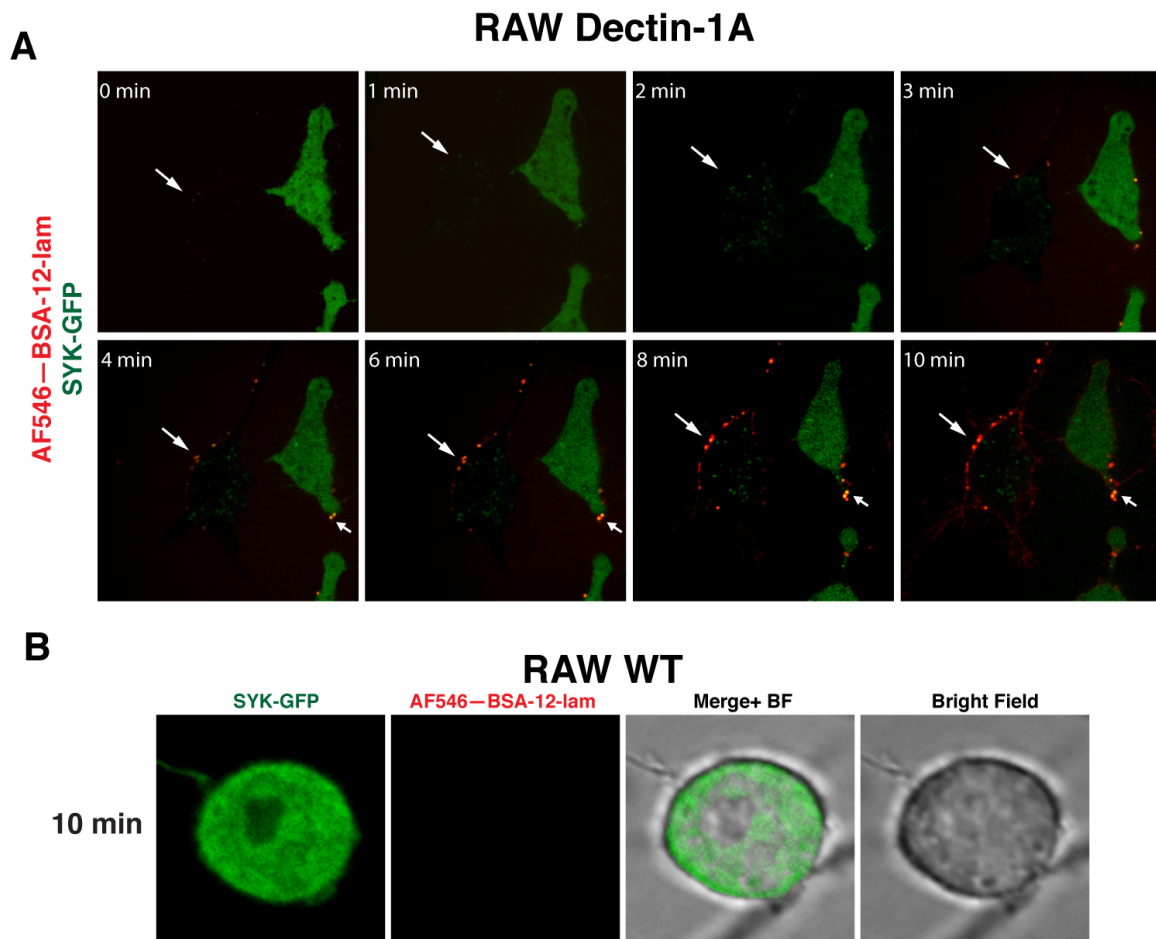 RAW Dectin-1A
A
AF546—BSA-12-lam
SYK-GFP
0 min
1 min
2 min
3 min
4 min
6 min
8 min
10 min
B
RAW WT
SYK-GFP
AF546—BSA-12-lam
Merge+ BF
Bright Field
10 min